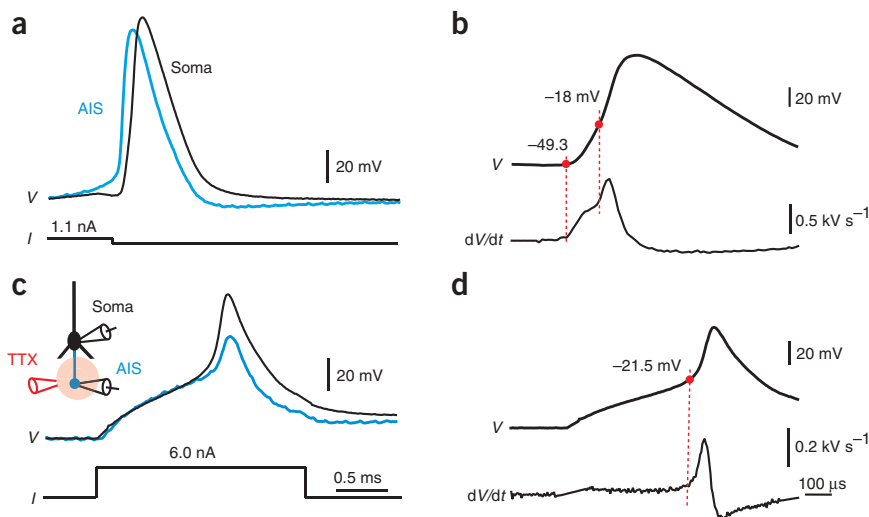 a
AIS
Soma
20 mV
V
1.1 nA
I
b
−18 mV
−49.3
20 mV
V
0.5 kV s−1
dV/dt
c
Soma
TTX
AIS
20 mV
V
6.0 nA
0.5 ms
I
d
−21.5 mV
20 mV
V
0.2 kV s−1
dV/dt
100 µs